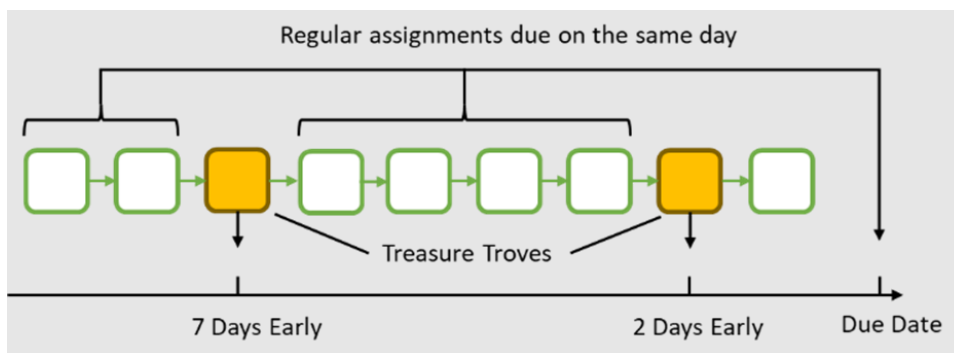 Regular assignments due on the same day
Treasure Troves
7 Days Early
2 Days Early
Due Date